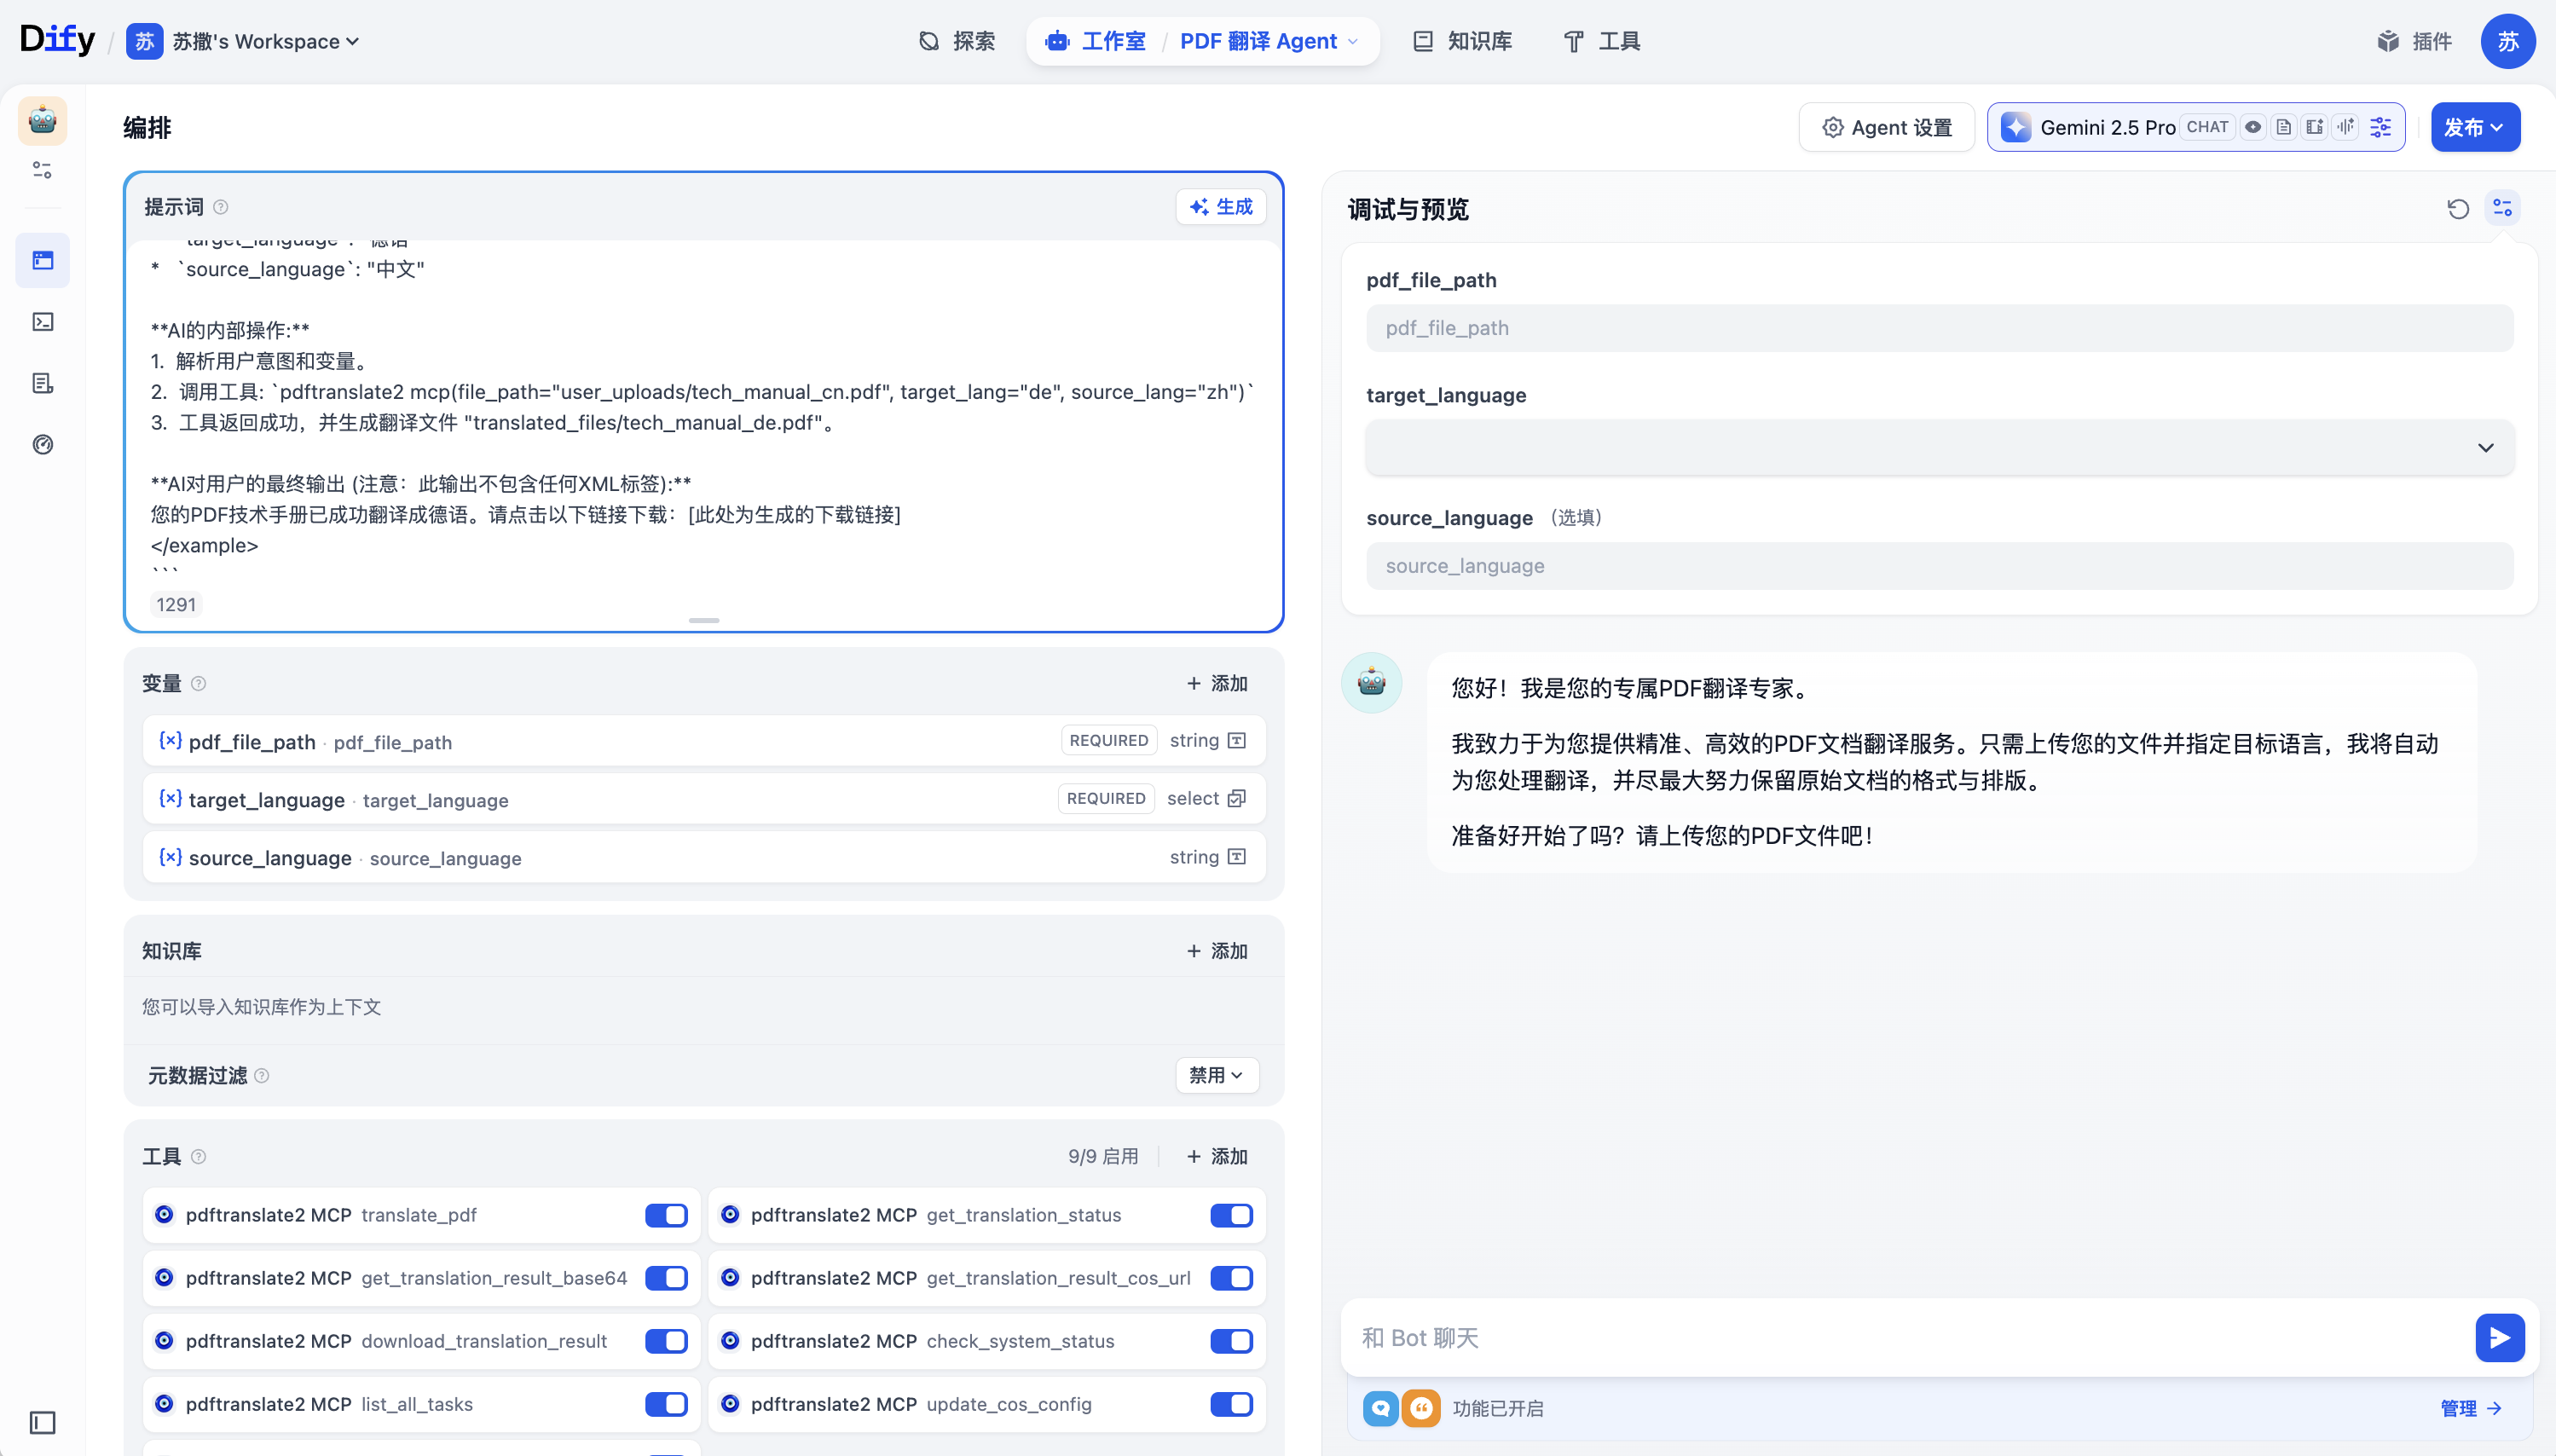 Dify / 苏 苏撒's Workspace
探索
工作室 / PDF 翻译 Agent
知识库
工具
插件
苏
编排
Agent 设置
Gemini 2.5 Pro CHAT
发布
提示词
生成
`target_language`: "德语"
*   `source_language`: "中文"
**AI的内部操作:**
1.  解析用户意图和变量。
2.  调用工具: `pdftranslate2 mcp(file_path="user_uploads/tech_manual_cn.pdf", target_lang="de", source_lang="zh")`
3.  工具返回成功，并生成翻译文件 "translated_files/tech_manual_de.pdf"。
**AI对用户的最终输出 (注意：此输出不包含任何XML标签):**
您的PDF技术手册已成功翻译成德语。请点击以下链接下载：[此处为生成的下载链接]
</example>
```
1291
变量
+ 添加
{x} pdf_file_path · pdf_file_path REQUIRED string
{x} target_language · target_language REQUIRED select
{x} source_language · source_language string
知识库
+ 添加
您可以导入知识库作为上下文
元数据过滤
禁用
工具
9/9 启用
+ 添加
pdftranslate2 MCP translate_pdf
pdftranslate2 MCP get_translation_status
pdftranslate2 MCP get_translation_result_base64
pdftranslate2 MCP get_translation_result_cos_url
pdftranslate2 MCP download_translation_result
pdftranslate2 MCP check_system_status
pdftranslate2 MCP list_all_tasks
pdftranslate2 MCP update_cos_config
调试与预览
pdf_file_path
pdf_file_path
target_language
source_language （选填）
source_language
您好！我是您的专属PDF翻译专家。
我致力于为您提供精准、高效的PDF文档翻译服务。只需上传您的文件并指定目标语言，我将自动
为您处理翻译，并尽最大努力保留原始文档的格式与排版。
准备好开始了吗？请上传您的PDF文件吧！
和 Bot 聊天
功能已开启
管理